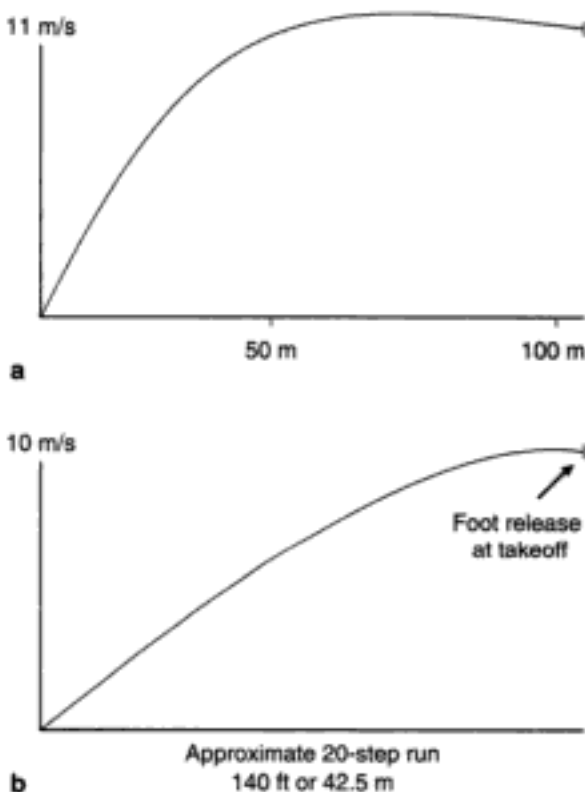 11 m/s
50 m
100 m
a
10 m/s
Foot release
at takeoff
Approximate 20-step run
140 ft or 42.5 m
b